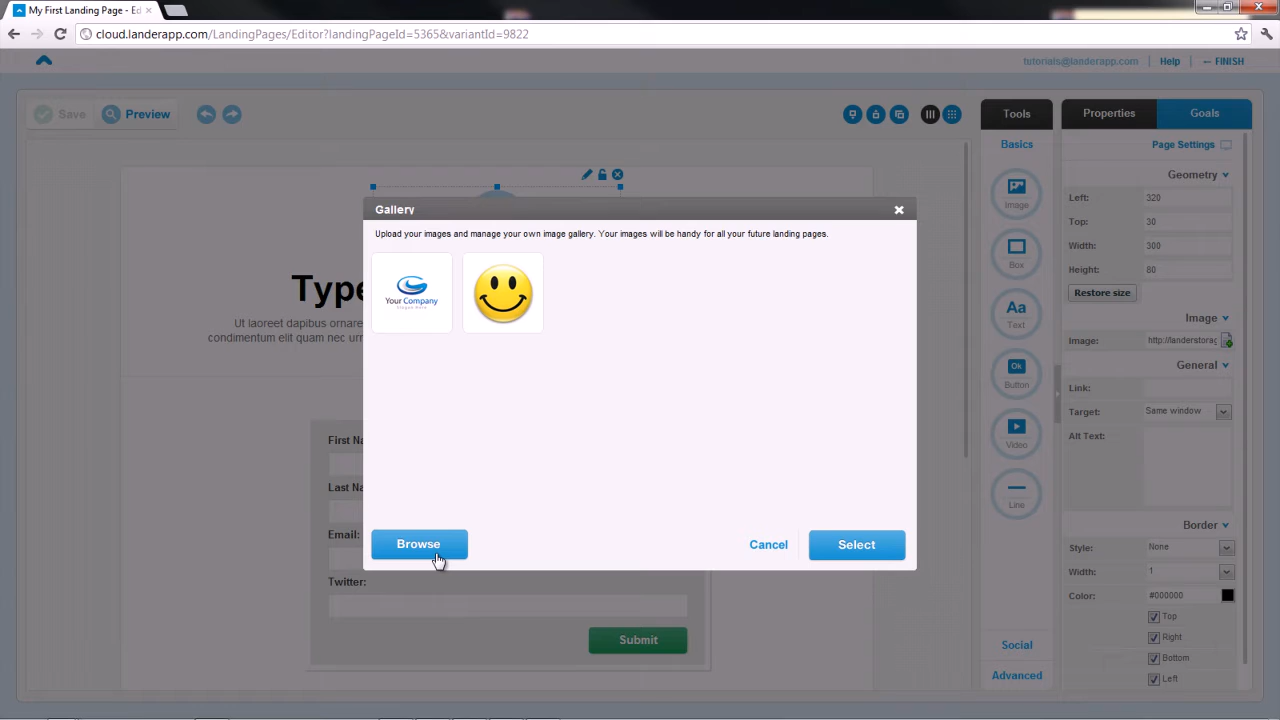 My First Landing Page - Ed
cloud.landerapp.com/LandingPages/Editor?landingPageId=5365&variantId=9822
tutorials@landerapp.com | Help | ← FINISH
Save Preview
Tools
Properties Goals
Basics
Page Settings
Image
Box
Aa
Text
Ok
Button
Video
Line
Social
Advanced
Geometry
Left: 320
Top: 30
Width: 300
Height: 80
Restore size
Image
Image: http://landerstorag
General
Link:
Target: Same window
Alt Text:
Border
Style: None
Width: 1
Color: #000000
Top
Right
Bottom
Left
Gallery
Upload your images and manage your own image gallery. Your images will be handy for all your future landing pages.
Your Company
Browse
Cancel
Select
Type
Ut laoreet dapibus ornare
condimentum elit quam nec urn
First Na
Last Na
Email:
Twitter:
Submit